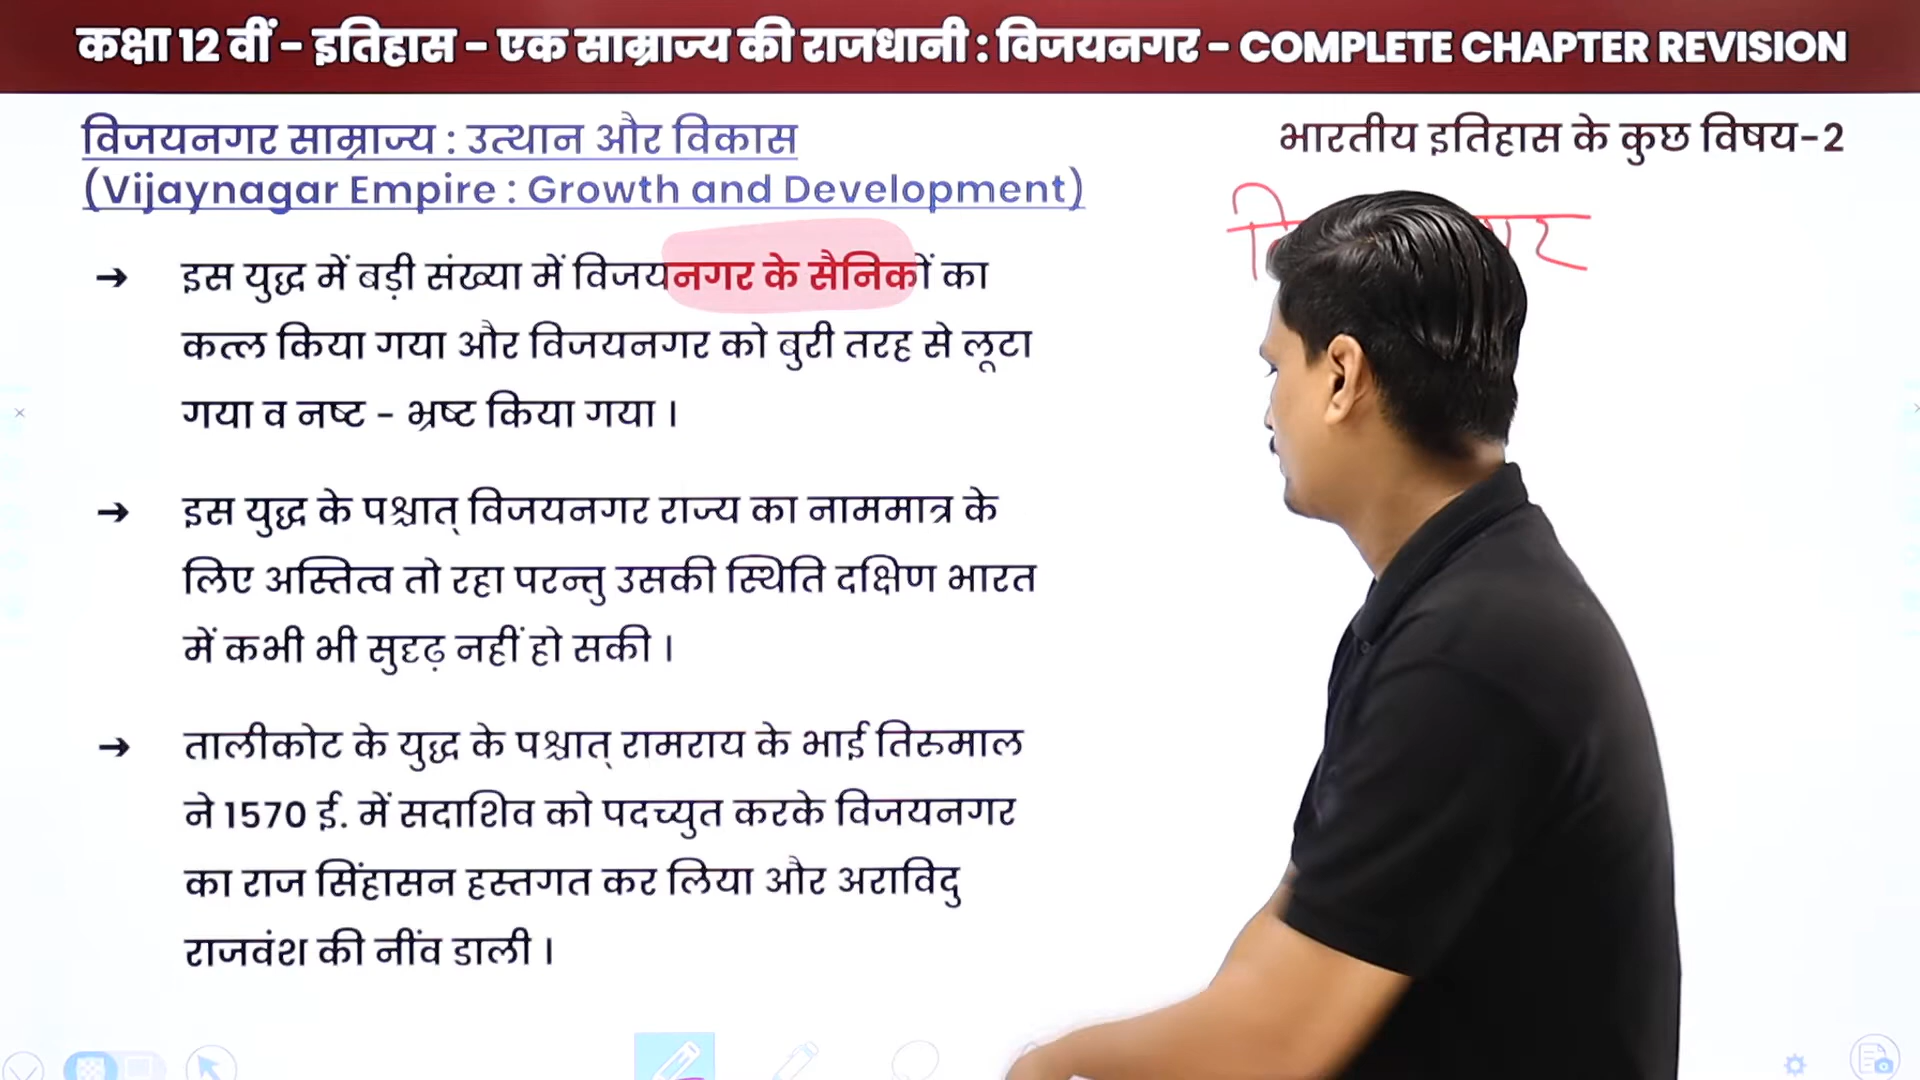 कक्षा 12 वीं - इतिहास - एक साम्राज्य की राजधानी : विजयनगर - COMPLETE CHAPTER REVISION
विजयनगर साम्राज्य : उत्थान और विकास
भारतीय इतिहास के कुछ विषय-2
(Vijaynagar Empire : Growth and Development)
➔ इस युद्ध में बड़ी संख्या में विजयनगर के सैनिकों का
कत्ल किया गया और विजयनगर को बुरी तरह से लूटा
गया व नष्ट - भ्रष्ट किया गया ।
➔ इस युद्ध के पश्चात् विजयनगर राज्य का नाममात्र के
लिए अस्तित्व तो रहा परन्तु उसकी स्थिति दक्षिण भारत
में कभी भी सुदृढ़ नहीं हो सकी ।
➔ तालीकोट के युद्ध के पश्चात् रामराय के भाई तिरुमाल
ने 1570 ई. में सदाशिव को पदच्युत करके विजयनगर
का राज सिंहासन हस्तगत कर लिया और अराविदु
राजवंश की नींव डाली ।